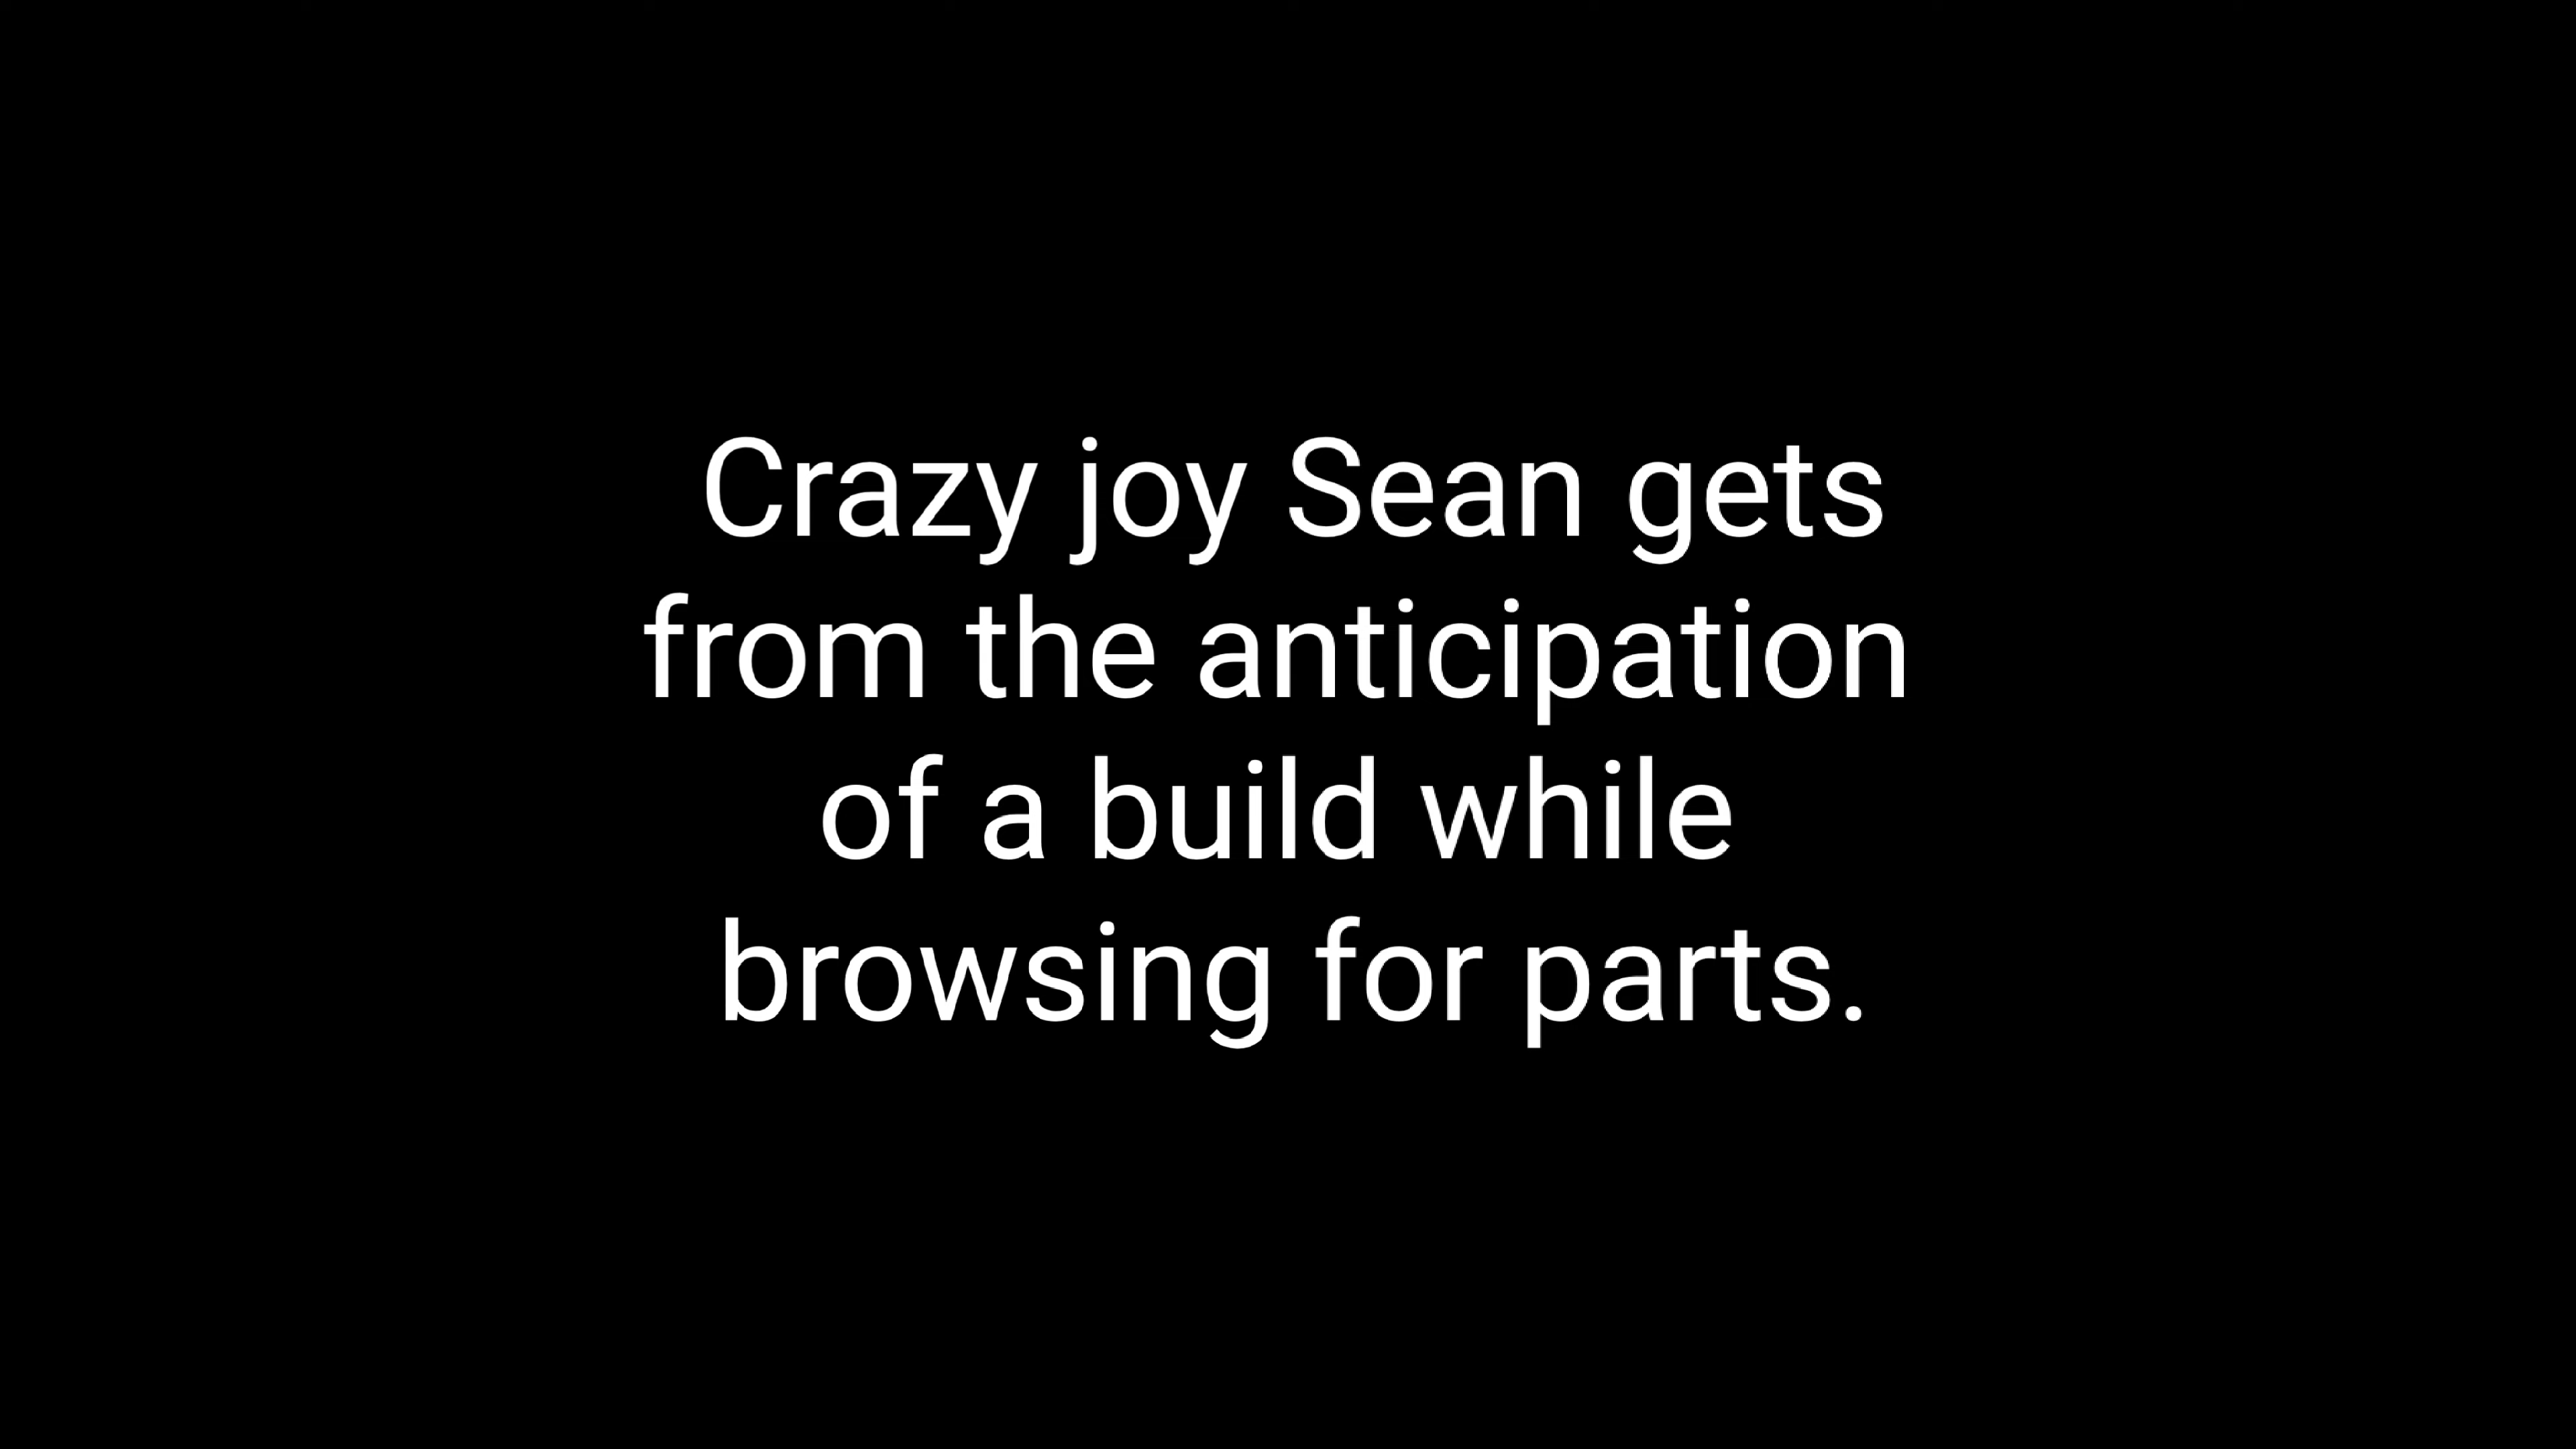 Crazy joy Sean gets
from the anticipation
of a build while
browsing for parts.